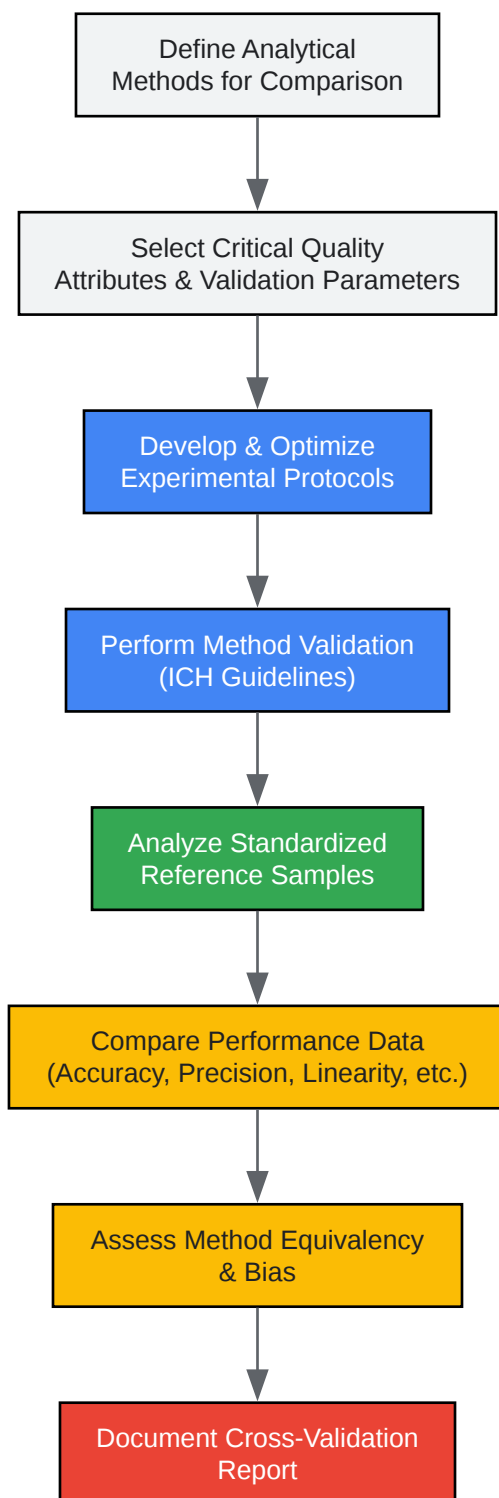 Define Analytical
Methods for Comparison
Select Critical Quality
Attributes & Validation Parameters
Develop & Optimize
Experimental Protocols
Perform Method Validation
(ICH Guidelines)
Analyze Standardized
Reference Samples
Compare Performance Data
(Accuracy, Precision, Linearity, etc.)
Assess Method Equivalency
& Bias
Document Cross-Validation
Report